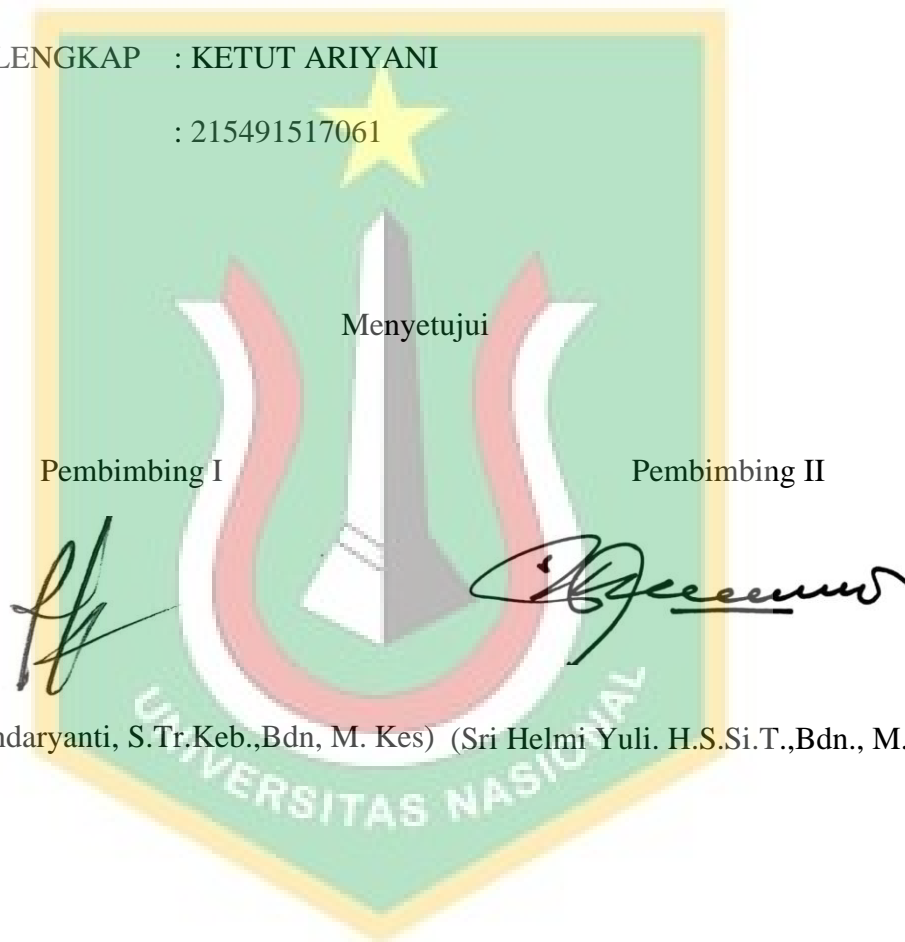 LENGKAP : KETUT ARIYANI
: 215491517061
Menyetujui
Pembimbing I Pembimbing II
ndaryanti, S.Tr.Keb.,Bdn, M. Kes) (Sri Helmi Yuli. H.S.Si.T.,Bdn., M.
UNIVERSITAS NASIONAL